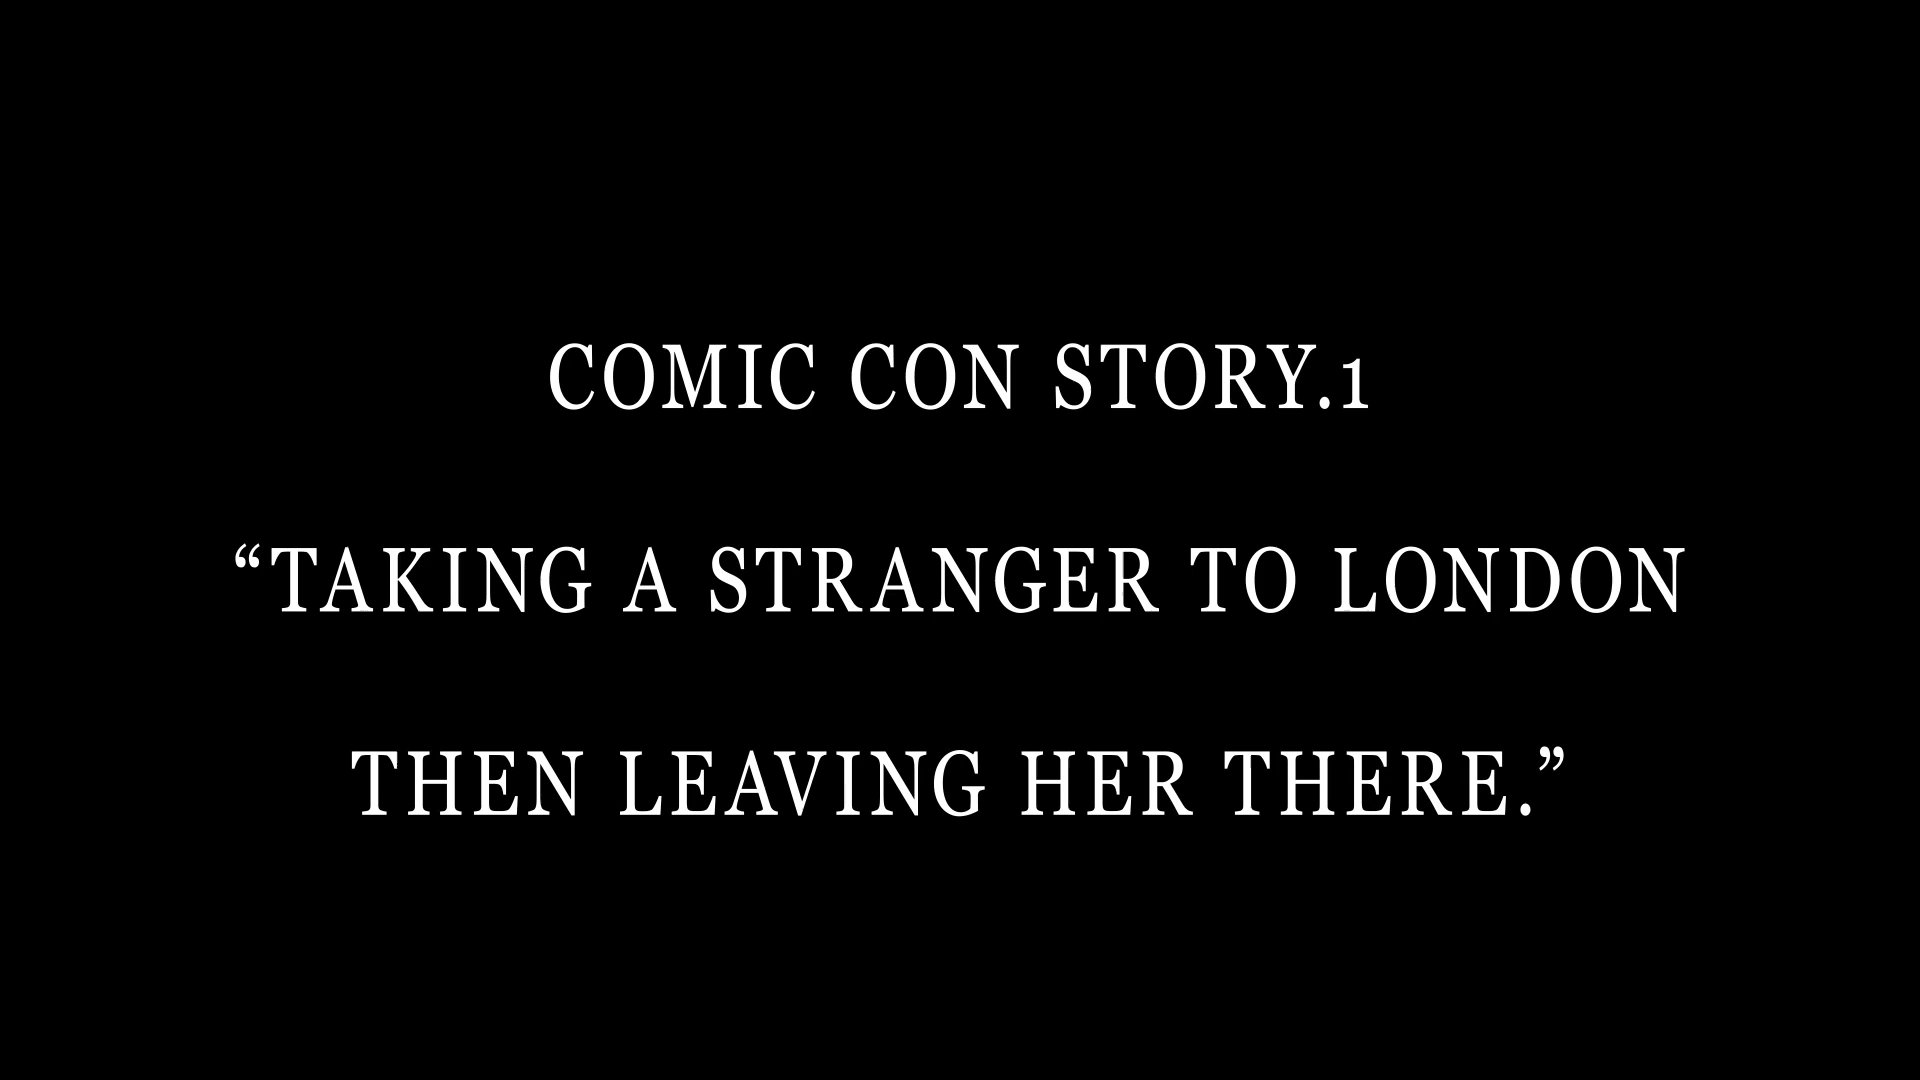 COMIC CON STORY.1
“TAKING A STRANGER TO LONDON
THEN LEAVING HER THERE.”